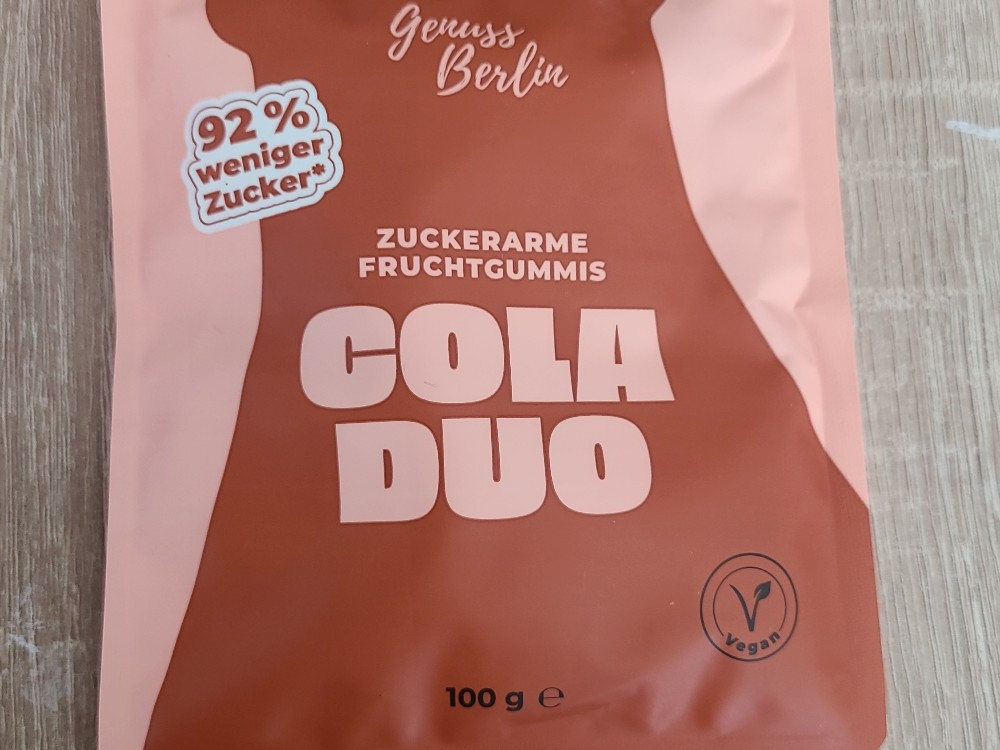 Genuss
Berlin
92 %
weniger
Zucker*
ZUCKERARME
FRUCHTGUMMIS
COLA
DUO
Vegan
100 g ℮